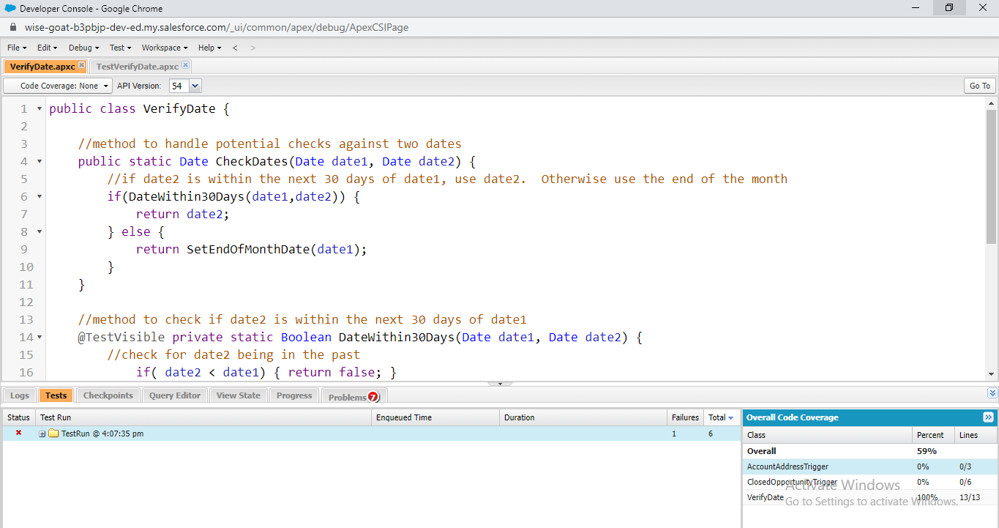 Developer Console - Google Chrome
wise-goat-b3pbjp-dev-ed.my.salesforce.com/_ui/common/apex/debug/ApexCSIPage
File Edit Debug Test Workspace Help < >
VerifyDate.apxc TestVerifyDate.apxc
Code Coverage: None API Version: 54 Go To
1 public class VerifyDate {
2
3 //method to handle potential checks against two dates
4 public static Date CheckDates(Date date1, Date date2) {
5 //if date2 is within the next 30 days of date1, use date2.  Otherwise use the end of the month
6 if(DateWithin30Days(date1,date2)) {
7 return date2;
8 } else {
9 return SetEndOfMonthDate(date1);
10 }
11 }
12
13 //method to check if date2 is within the next 30 days of date1
14 @TestVisible private static Boolean DateWithin30Days(Date date1, Date date2) {
15 //check for date2 being in the past
16 if( date2 < date1) { return false; }
Logs Tests Checkpoints Query Editor View State Progress Problems 7
Status Test Run Enqueued Time Duration Failures Total
TestRun @ 4:07:35 pm 1 6
Overall Code Coverage
Class Percent Lines
Overall 59%
AccountAddressTrigger 0% 0/3
ClosedOpportunityTrigger 0% 0/6
VerifyDate 100% 13/13
Activate Windows
Go to Settings to activate Windows.